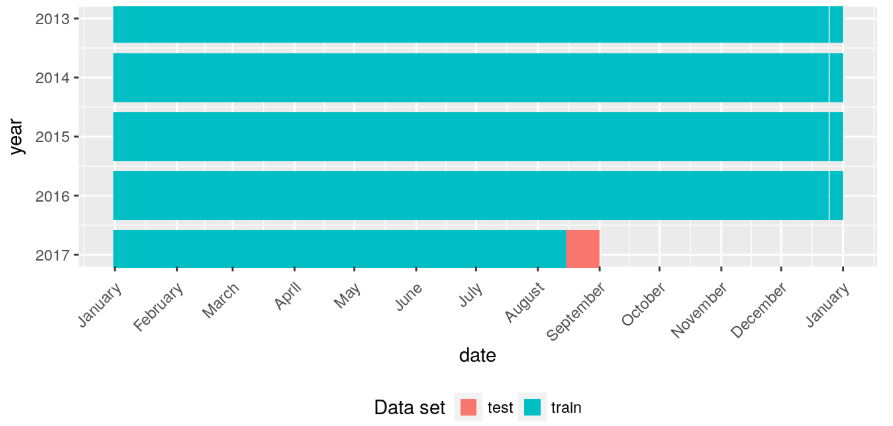 2013
2014
2015
2016
2017
year
January
February
March
April
May
June
July
August
September
October
November
December
January
date
Data set test train